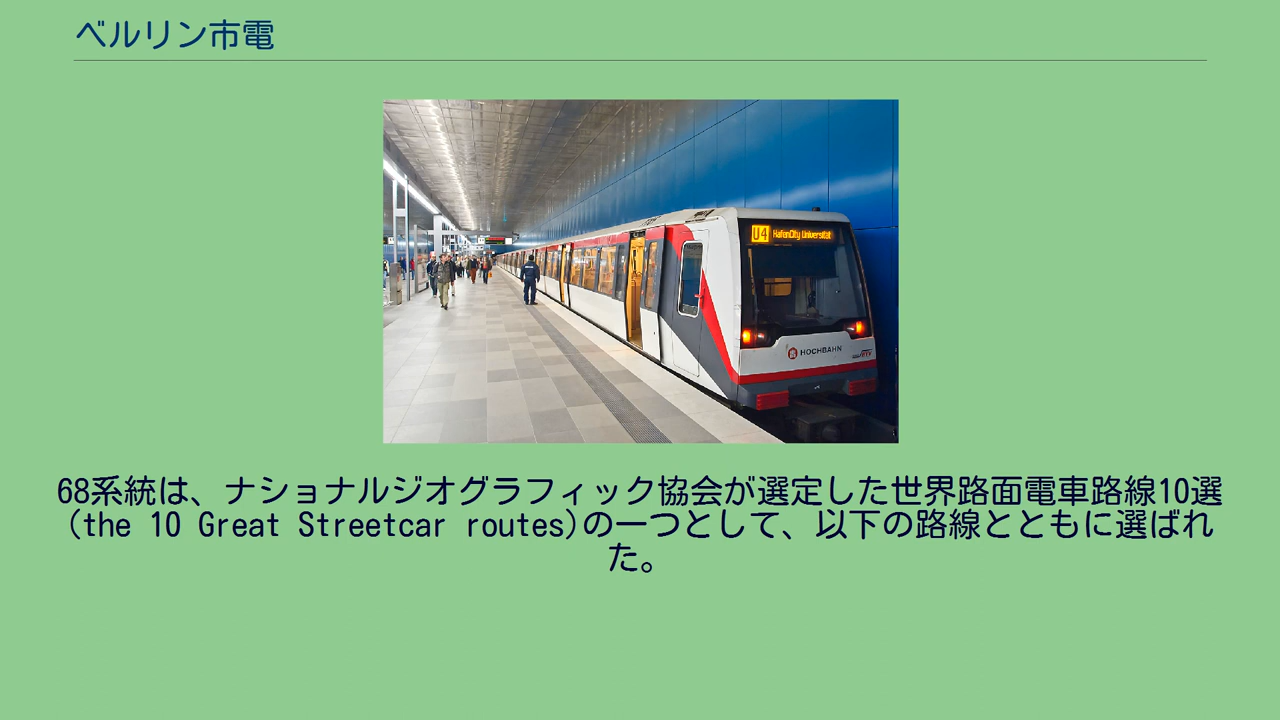 ベルリン市電
U4 HafenCity Universität
HOCHBAHN
68系統は、ナショナルジオグラフィック協会が選定した世界路面電車路線10選
(the 10 Great Streetcar routes)の一つとして、以下の路線とともに選ばれ
た。